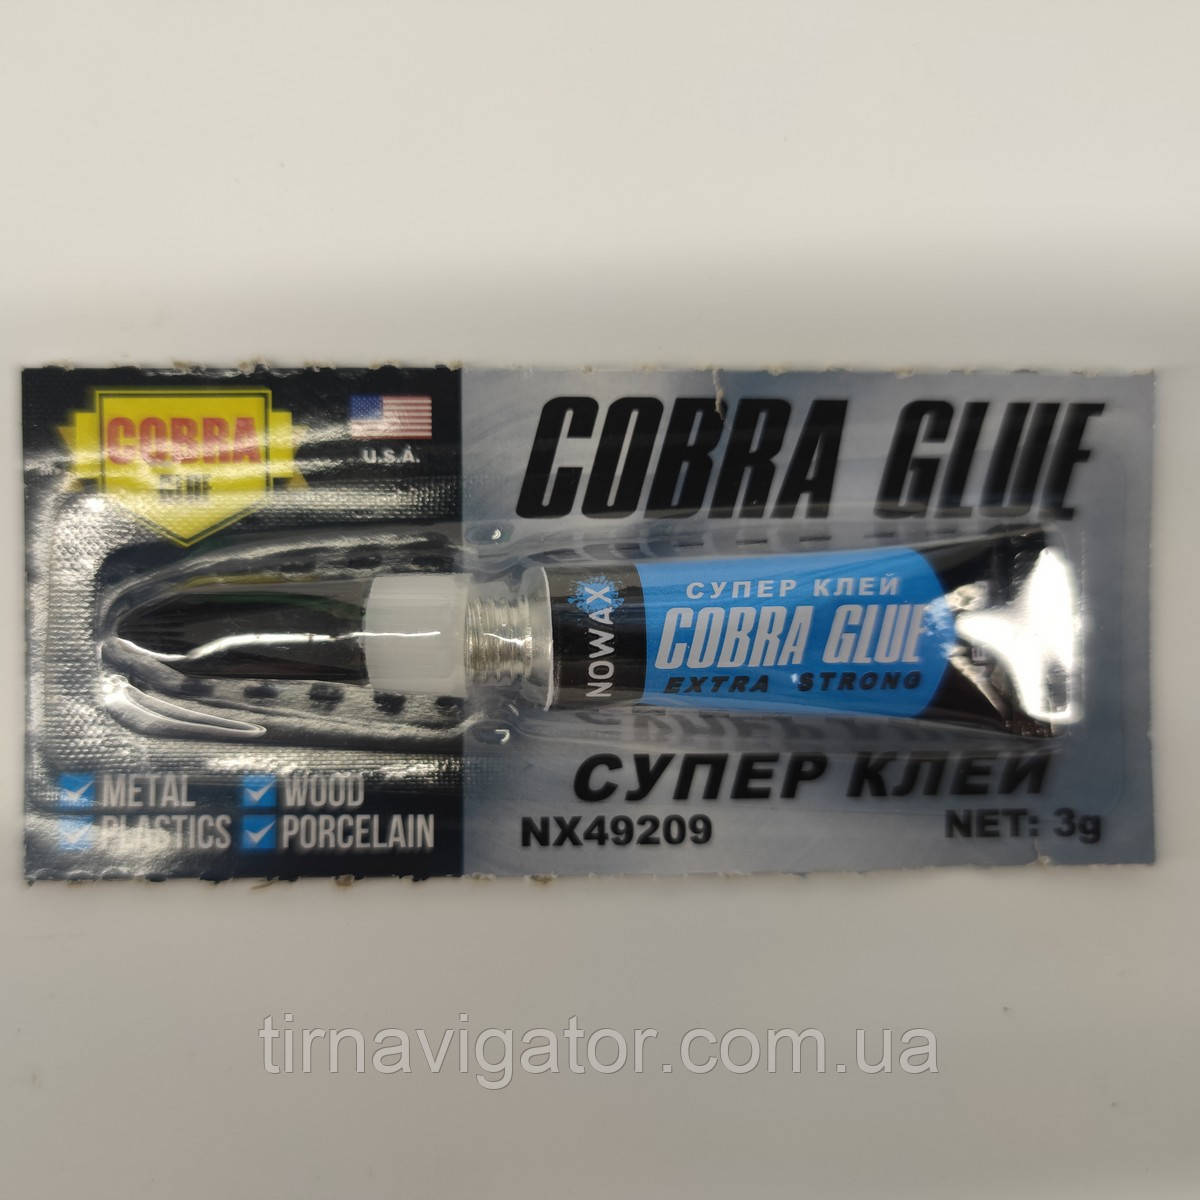 COBRA
GLUE
U.S.A.
COBRA GLUE
NOWAX
СУПЕР КЛЕЙ
COBRA GLUE
EXTRA STRONG
СУПЕР КЛЕЙ
METAL
WOOD
PLASTICS
PORCELAIN
NX49209
NET: 3g
tirnavigator.com.ua